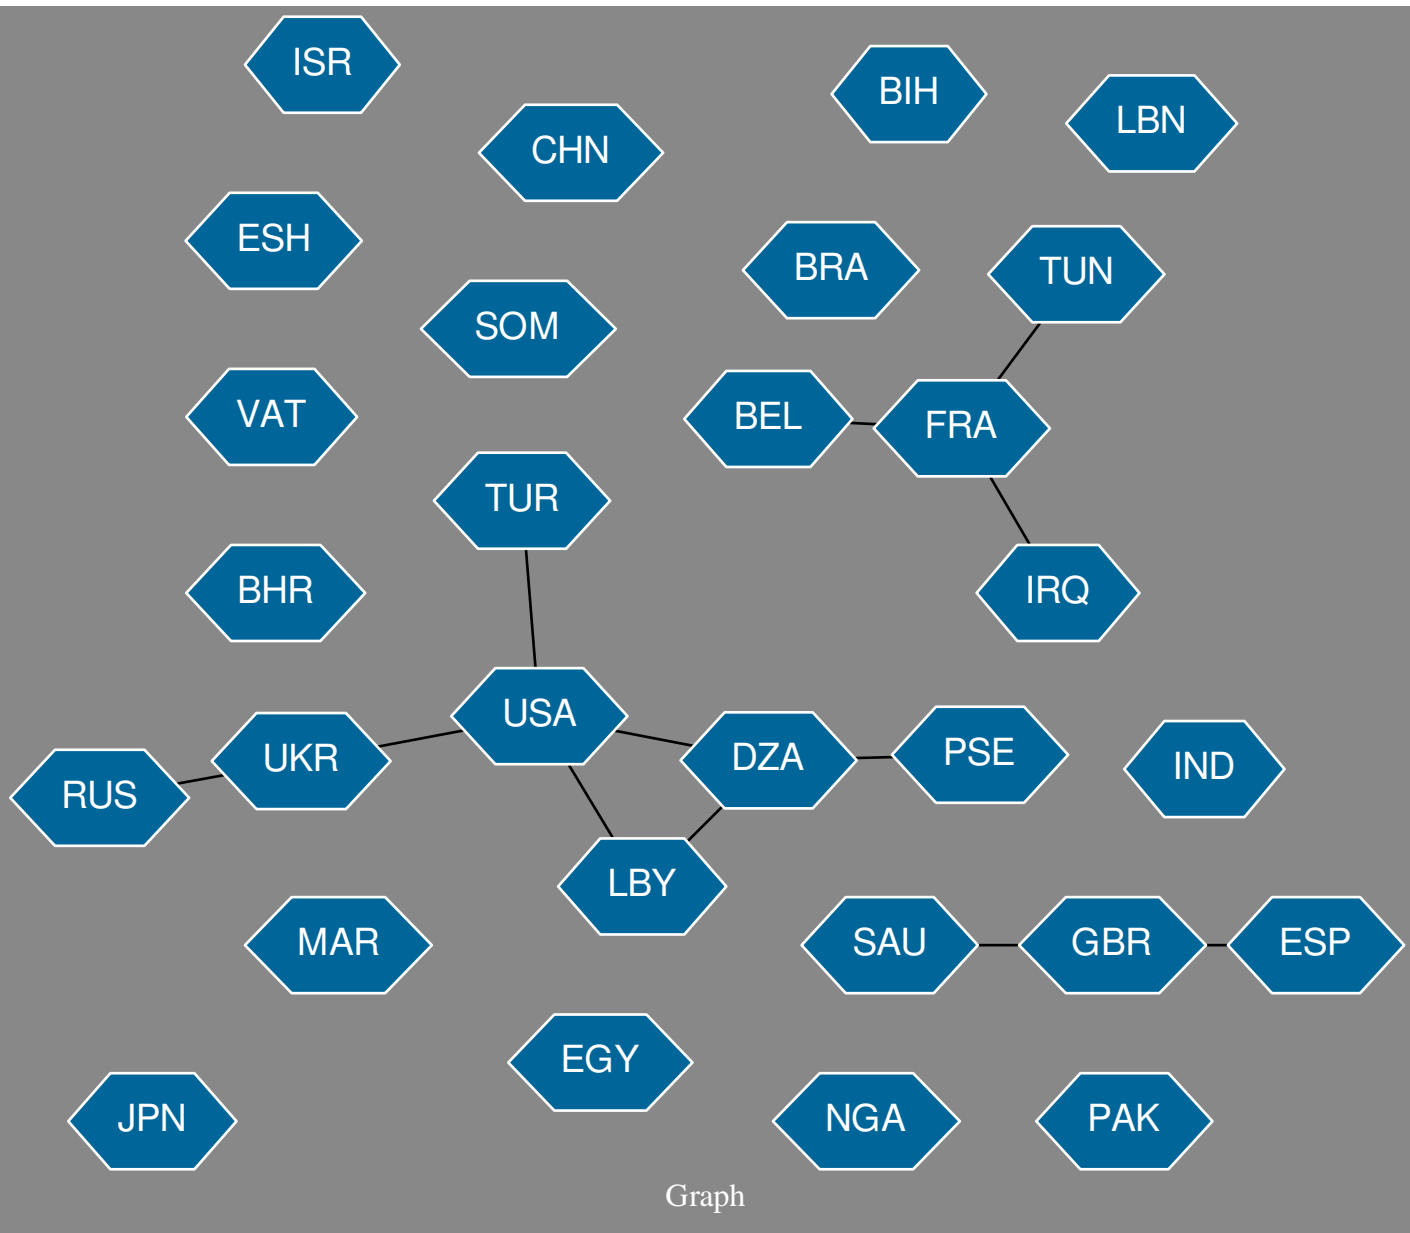 ISR
BIH
LBN
CHN
ESH
BRA
TUN
SOM
VAT
BEL
FRA
TUR
BHR
IRQ
USA
UKR
DZA
PSE
IND
RUS
LBY
MAR
SAU
GBR
ESP
EGY
JPN
NGA
PAK
Graph